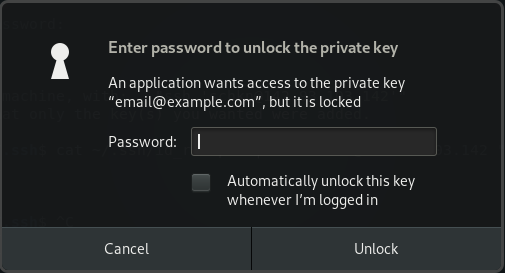 Enter password to unlock the private key
An application wants access to the private key
“email@example.com”, but it is locked
Password:
Automatically unlock this key
whenever I’m logged in
Cancel
Unlock